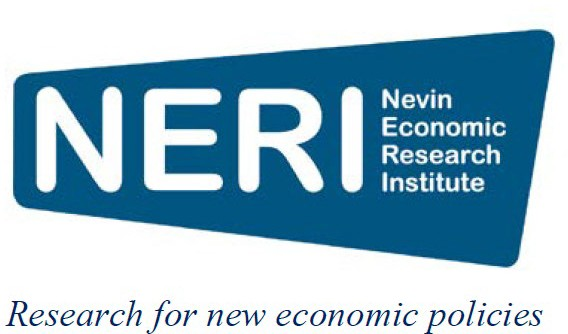 NERI
Nevin
Economic
Research
Institute
Research for new economic policies